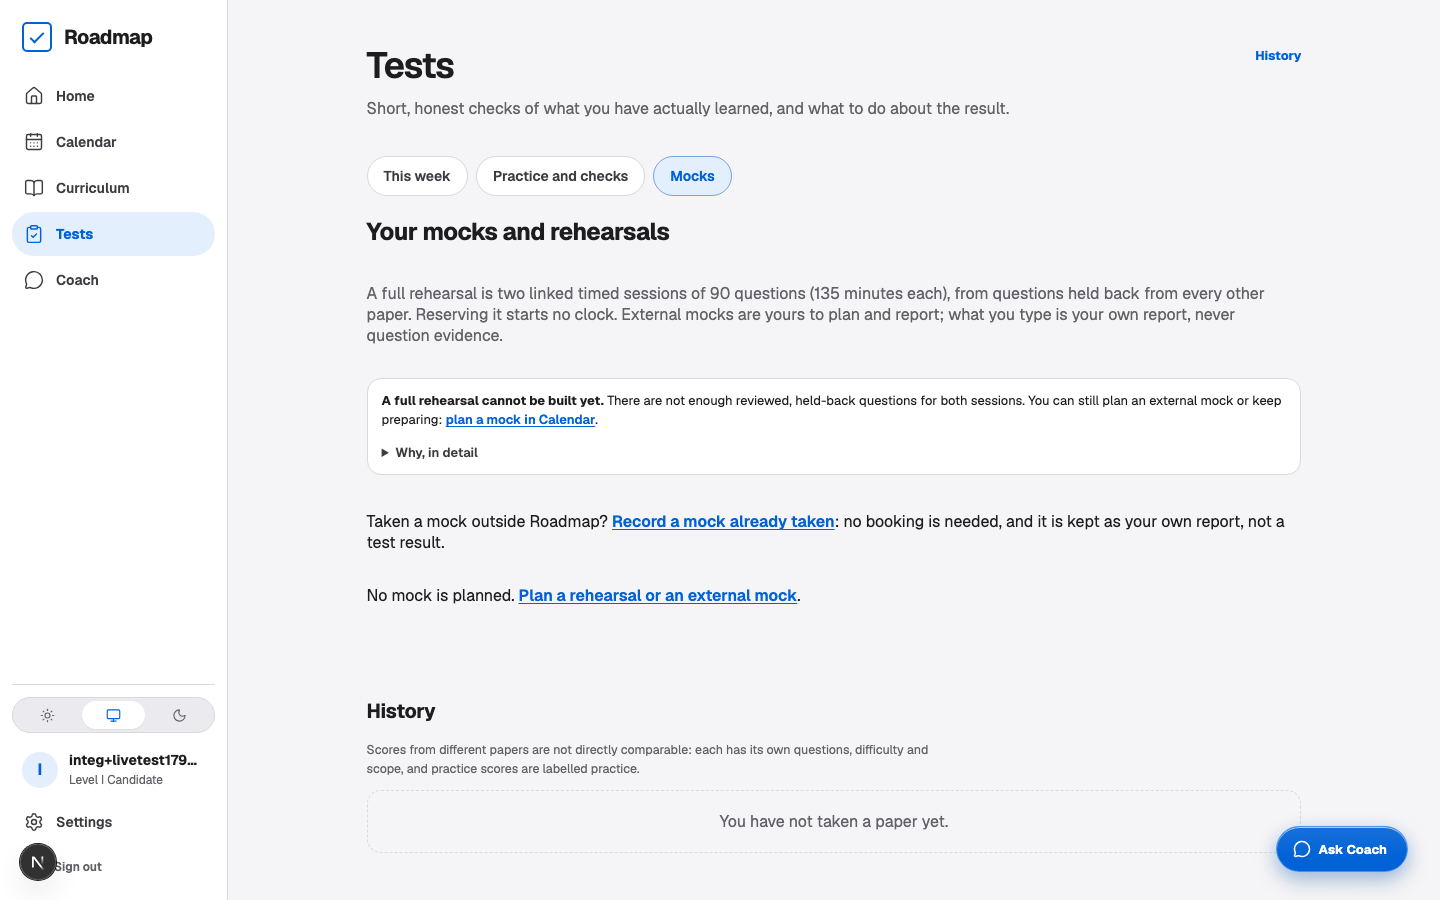 Roadmap
Home
Calendar
Curriculum
Tests
Coach
integ+livetest179...
Level I Candidate
Settings
N
Sign out
Tests
History
Short, honest checks of what you have actually learned, and what to do about the result.
This week
Practice and checks
Mocks
Your mocks and rehearsals
A full rehearsal is two linked timed sessions of 90 questions (135 minutes each), from questions held back from every other
paper. Reserving it starts no clock. External mocks are yours to plan and report; what you type is your own report, never
question evidence.
A full rehearsal cannot be built yet. There are not enough reviewed, held-back questions for both sessions. You can still plan an external mock or keep
preparing: plan a mock in Calendar.
Why, in detail
Taken a mock outside Roadmap? Record a mock already taken: no booking is needed, and it is kept as your own report, not a
test result.
No mock is planned. Plan a rehearsal or an external mock.
History
Scores from different papers are not directly comparable: each has its own questions, difficulty and
scope, and practice scores are labelled practice.
You have not taken a paper yet.
Ask Coach
I